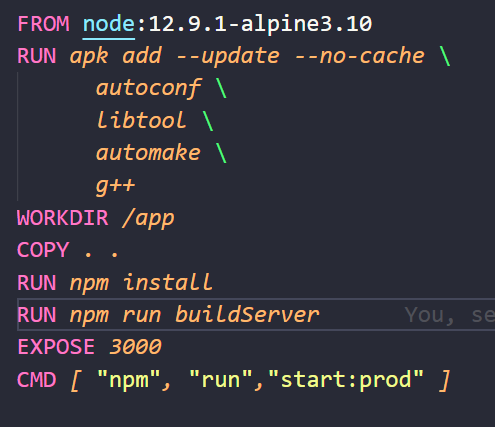 FROM node:12.9.1-alpine3.10
RUN apk add --update --no-cache \
autoconf \
libtool \
automake \
g++
WORKDIR /app
COPY . .
RUN npm install
RUN npm run buildServer You, se
EXPOSE 3000
CMD [ "npm", "run","start:prod" ]